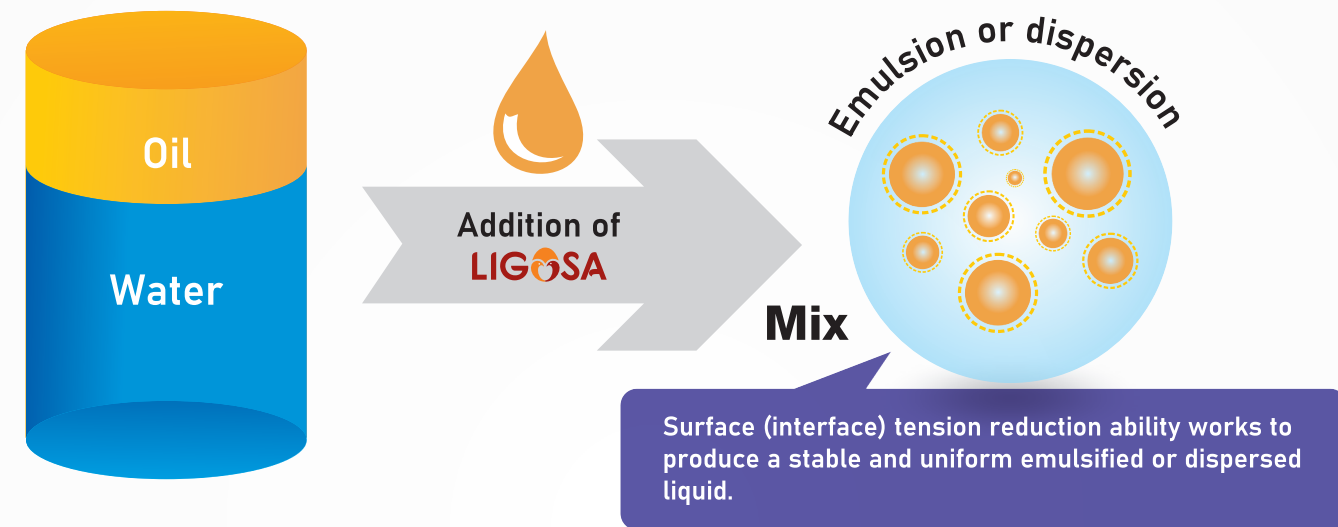 Oil
Water
Addition of
LIGOSA
Mix
Emulsion or dispersion
Surface (interface) tension reduction ability works to
produce a stable and uniform emulsified or dispersed
liquid.